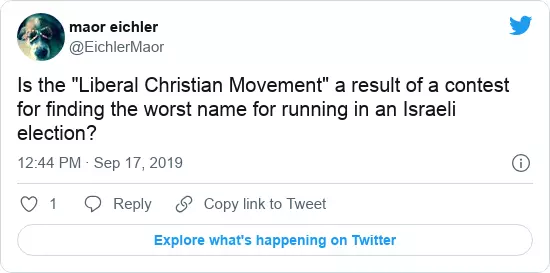 maor eichler
@EichlerMaor
Is the "Liberal Christian Movement" a result of a contest
for finding the worst name for running in an Israeli
election?
12:44 PM · Sep 17, 2019
1 Reply Copy link to Tweet
Explore what's happening on Twitter